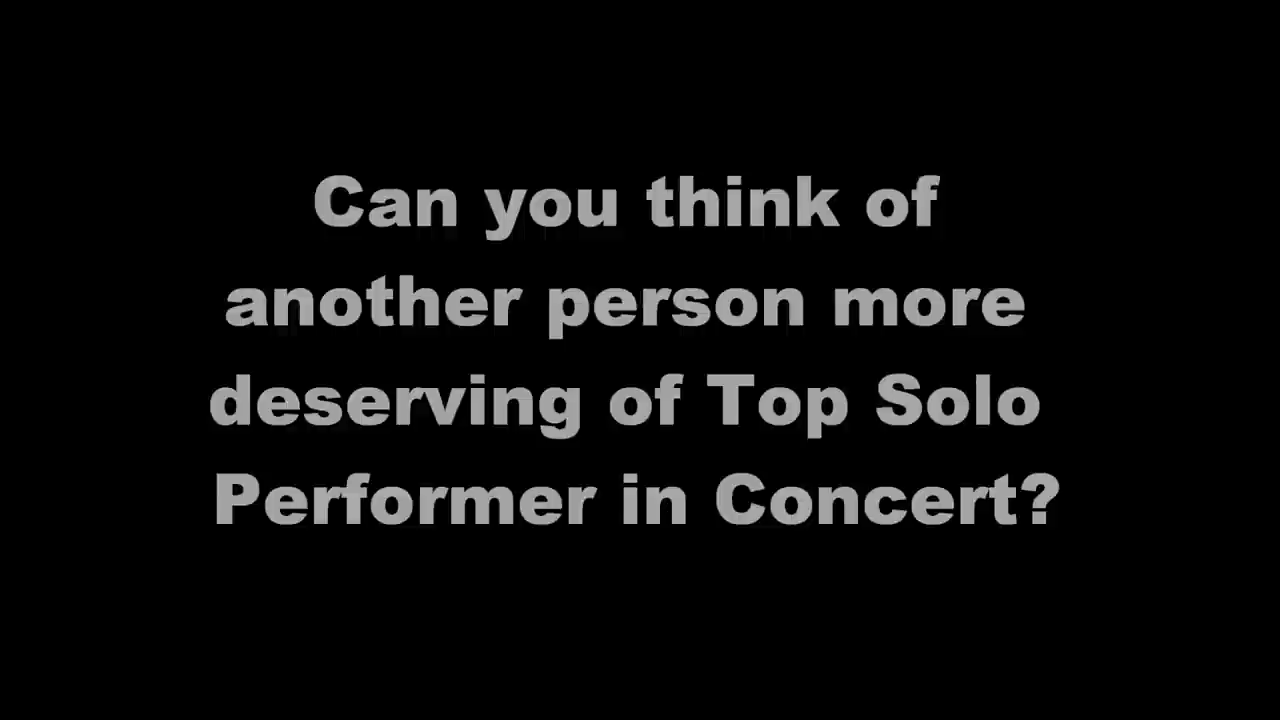 Can you think of
another person more
deserving of Top Solo
Performer in Concert?